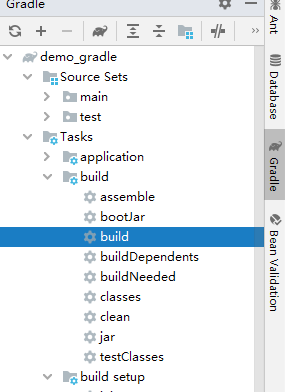 Gradle
demo_gradle
Source Sets
main
test
Tasks
application
build
assemble
bootJar
build
buildDependents
buildNeeded
classes
clean
jar
testClasses
build setup
Ant
Database
Gradle
Bean Validation